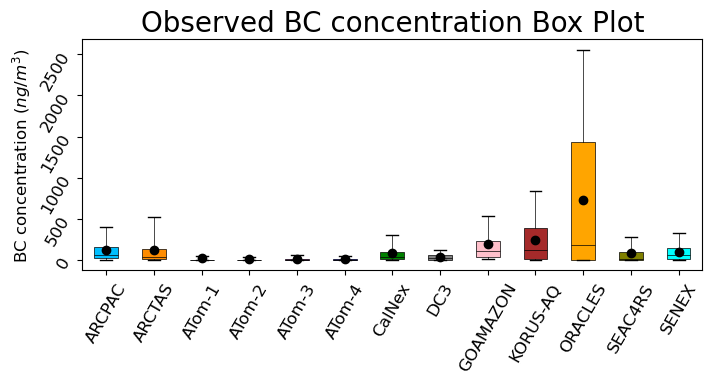 Observed BC concentration Box Plot
BC concentration (ng/m³)
2500
2000
1500
1000
500
0
ARCPAC
ARCTAS
ATom-1
ATom-2
ATom-3
ATom-4
CalNex
DC3
GOAMAZON
KORUS-AQ
ORACLES
SEAC4RS
SENEX